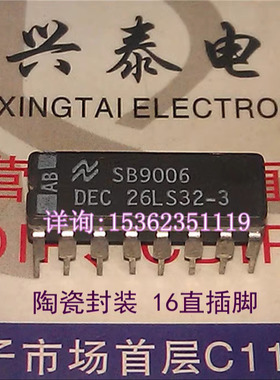 兴泰电
XINGTAI ELECTRO
AB
SB9006
DEC 26LS32-3
详询:15362351119
陶瓷封装 16直插脚
子市场首层C11